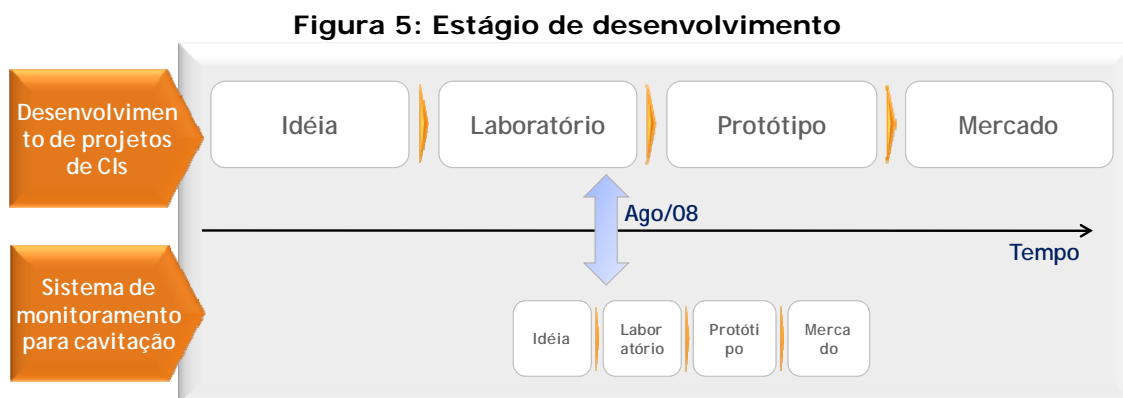 Figura 5: Estágio de desenvolvimento
Desenvolvimen
to de projetos
de CIs
Idéia
Laboratório
Protótipo
Mercado
Ago/08
Tempo
Sistema de
monitoramento
para cavitação
Idéia
Labor
atório
Protóti
po
Merca
do